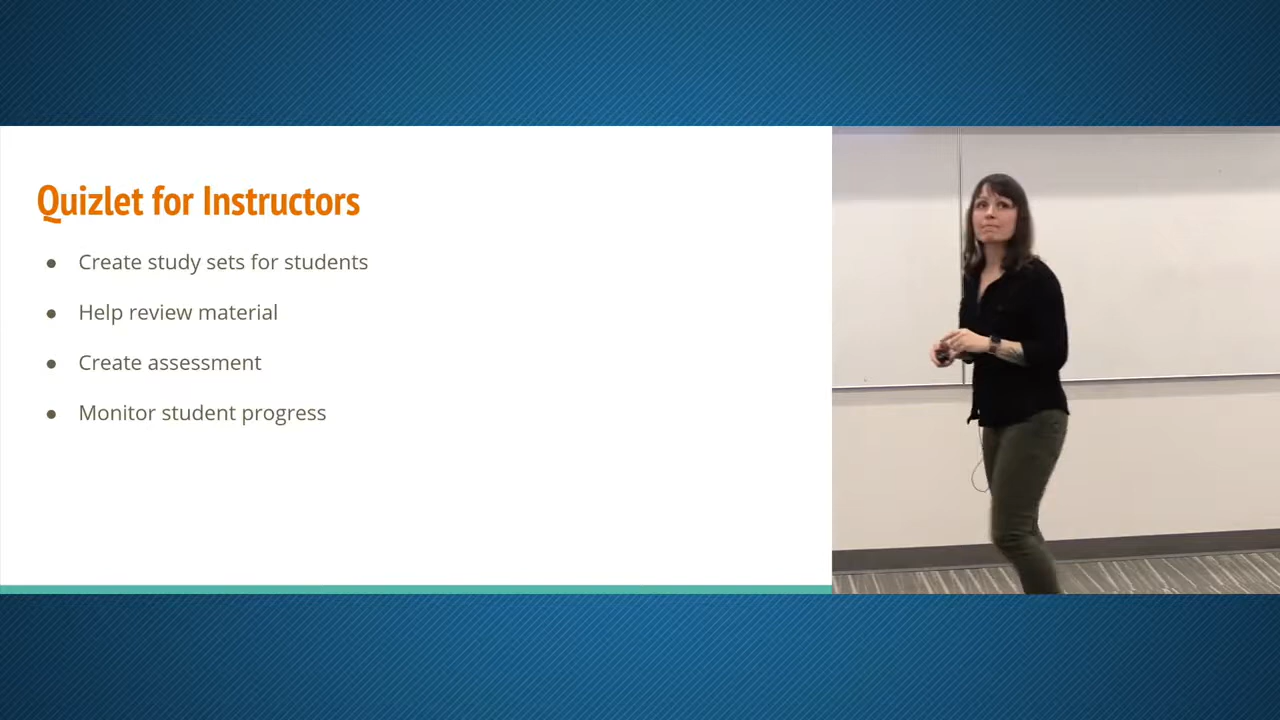 Quizlet for Instructors
● Create study sets for students
● Help review material
● Create assessment
● Monitor student progress